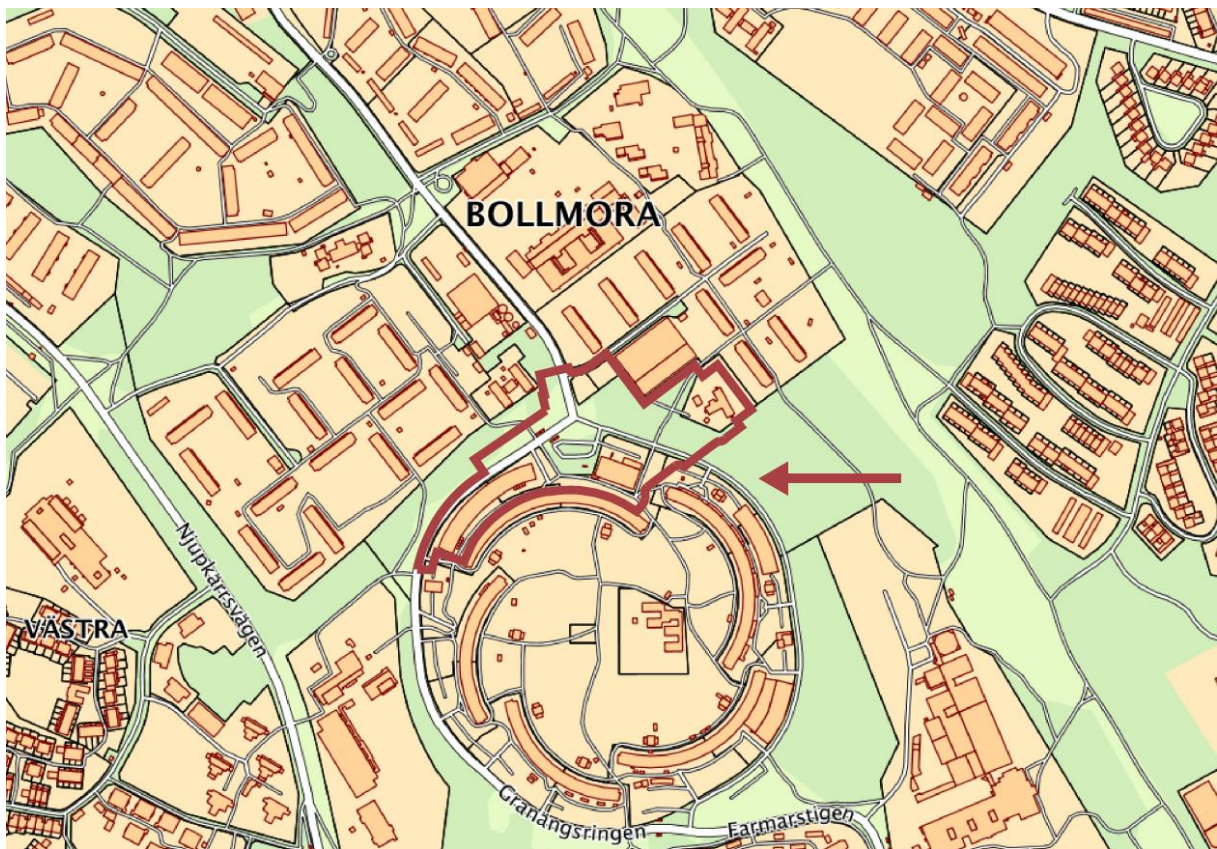 BOLLMORA
Njupkärrsvägen
VÄSTRA
Granängsringen
Farmarstigen